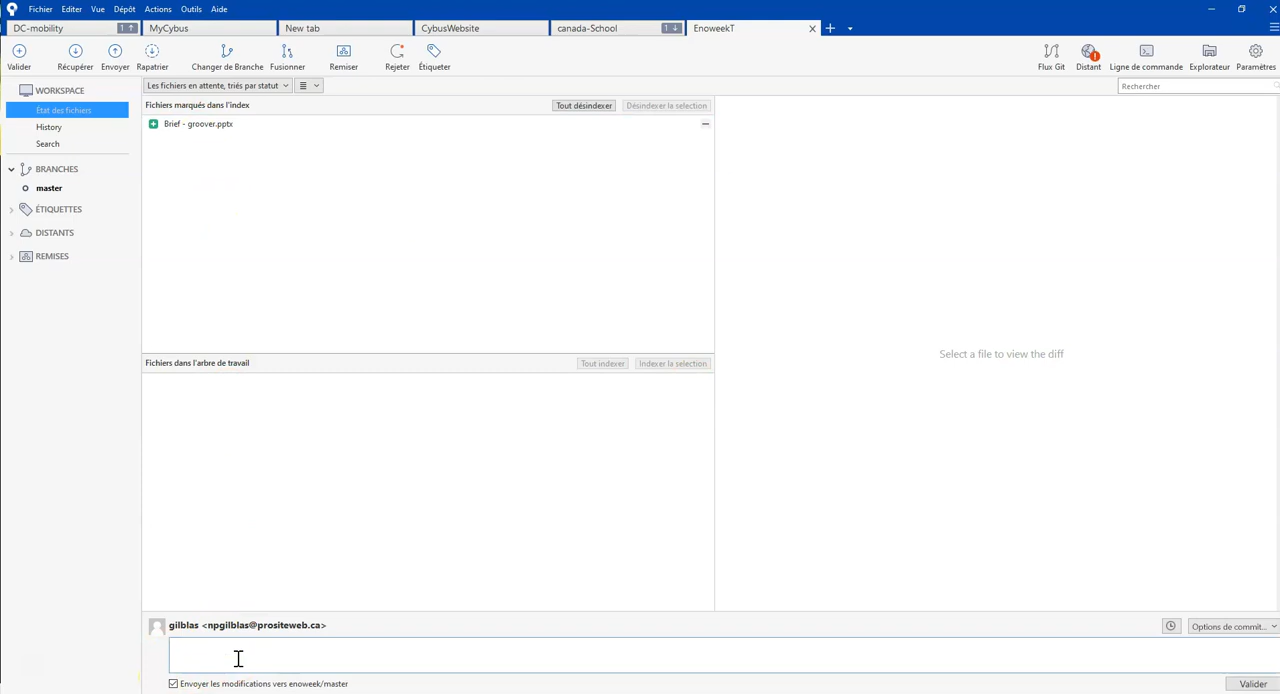 Fichier Editer Vue Dépôt Actions Outils Aide
DC-mobility 1 MyCybus New tab CybusWebsite canada-School 1 EnoweekT
Valider Récupérer Envoyer Rapatrier Changer de Branche Fusionner Remiser Rejeter Étiqueter Flux Git Distant Ligne de commande Explorateur Paramètres
WORKSPACE Les fichiers en attente, triés par statut Rechercher
État des fichiers Fichiers marqués dans l'index Tout désindexer Désindexer la selection
History Brief - groover.pptx
Search
BRANCHES
master
ÉTIQUETTES
DISTANTS
REMISES
Select a file to view the diff
Fichiers dans l'arbre de travail Tout indexer Indexer la selection
gilblas <npgilblas@prositeweb.ca> Options de commit...
Envoyer les modifications vers enoweek/master Valider